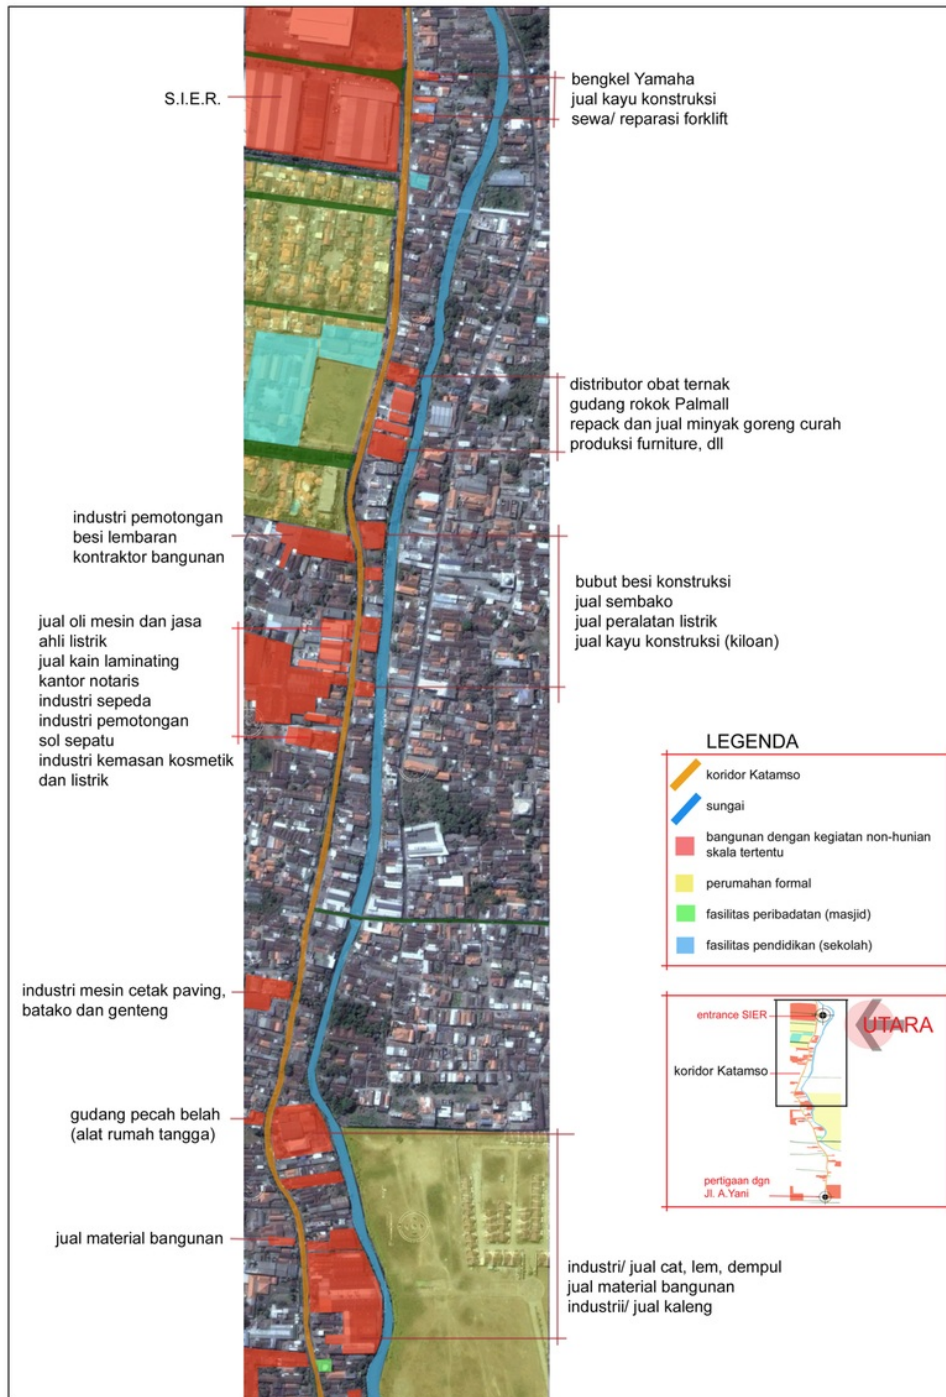 S.I.E.R.
bengkel Yamaha
jual kayu konstruksi
sewa/ reparasi forklift
distributor obat ternak
gudang rokok Palmall
repack dan jual minyak goreng curah
produksi furniture, dll
industri pemotongan
besi lembaran
kontraktor bangunan
bubut besi konstruksi
jual sembako
jual peralatan listrik
jual kayu konstruksi (kiloan)
jual oli mesin dan jasa
ahli listrik
jual kain laminating
kantor notaris
industri sepeda
industri pemotongan
sol sepatu
industri kemasan kosmetik
dan listrik
LEGENDA
koridor Katamso
sungai
bangunan dengan kegiatan non-hunian
skala tertentu
perumahan formal
fasilitas peribadatan (masjid)
fasilitas pendidikan (sekolah)
industri mesin cetak paving,
batako dan genteng
entrance SIER
UTARA
koridor Katamso
pertigaan dgn
Jl. A.Yani
gudang pecah belah
(alat rumah tangga)
jual material bangunan
industri/ jual cat, lem, dempul
jual material bangunan
industrii/ jual kaleng